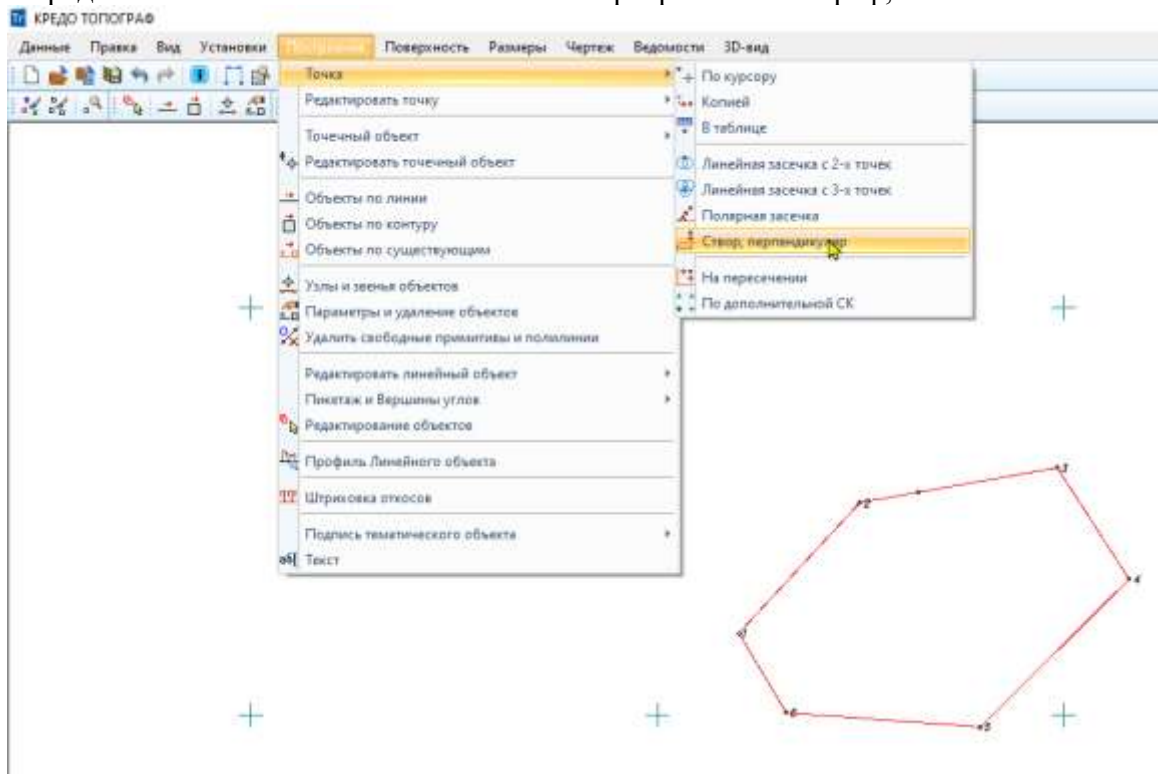 КРЕДО ТОПОГРАФ
Данные Правка Вид Установки Построения Поверхность Размеры Чертеж Ведомости 3D-вид
Точка
Редактировать точку
Точечный объект
Редактировать точечный объект
Объекты по линии
Объекты по контуру
Объекты по существующим
Узлы и звенья объектов
Параметры и удаление объектов
Удалить свободные примитивы и полилинии
Редактировать линейный объект
Пикетаж и Вершины углов
Редактирование объектов
Профиль Линейного объекта
Штриховка откосов
Подпись тематического объекта
Текст
По курсору
Копией
В таблице
Линейная засечка с 2-х точек
Линейная засечка с 3-х точек
Полярная засечка
Створ, перпендикуляр
На пересечении
По дополнительной СК
2
3
4
5
6